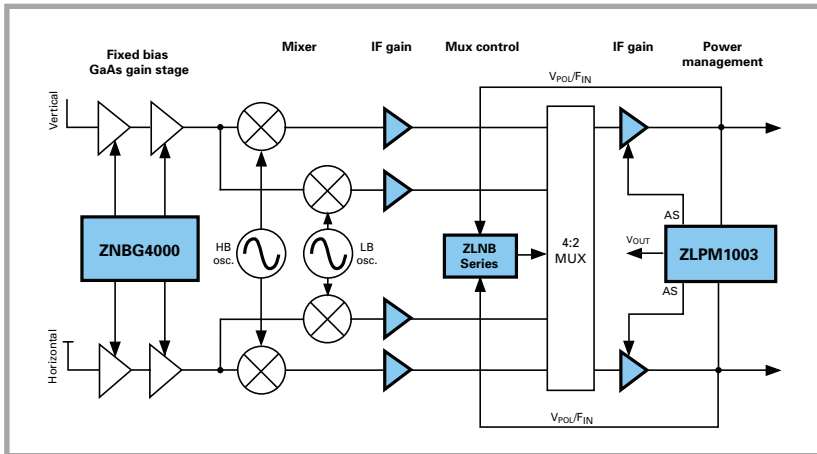 Fixed bias
GaAs gain stage
Mixer
IF gain
Mux control
IF gain
Power
management
VPOL/FIN
Vertical
AS
ZNBG4000
HB
osc.
LB
osc.
ZLNB
Series
4:2
MUX
VOUT
ZLPM1003
AS
Horizontal
VPOL/FIN